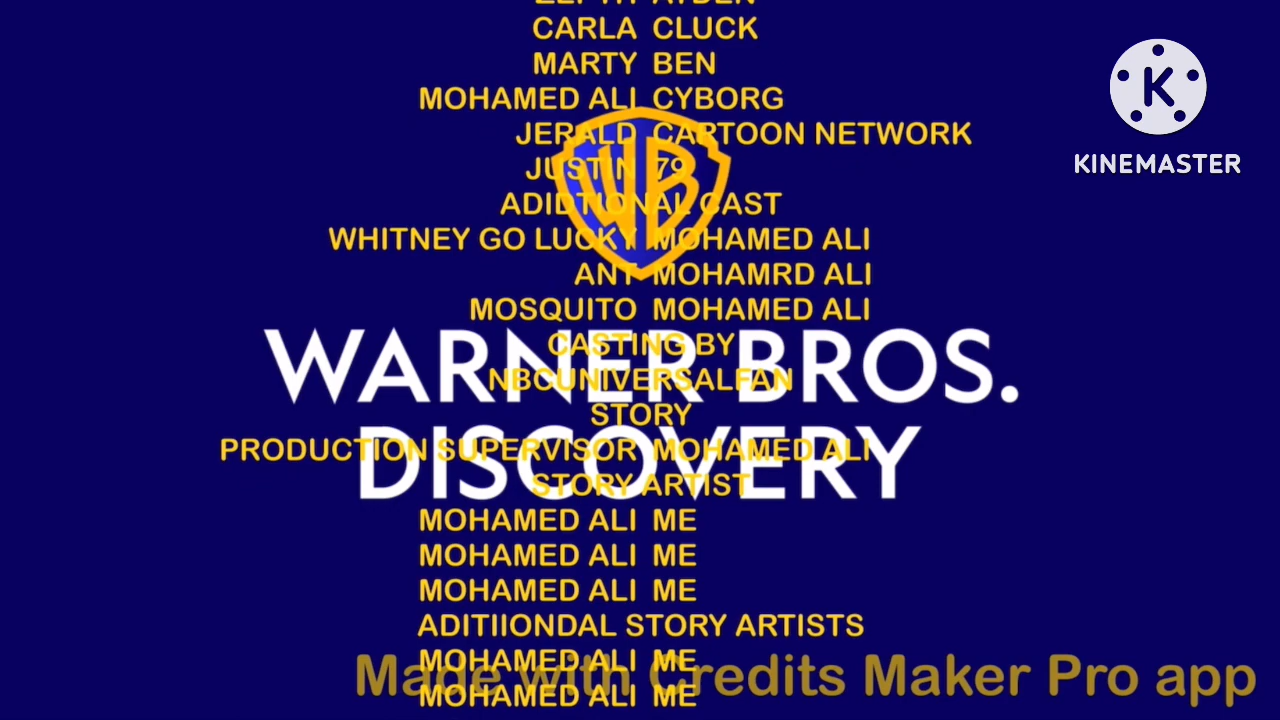 CARLA CLUCK
MARTY BEN
MOHAMED ALI CYBORG
JERALD CARTOON NETWORK
JUSTIN 79
ADIDTIONAL CAST
WHITNEY GO LUCKY MOHAMED ALI
ANT MOHAMRD ALI
MOSQUITO MOHAMED ALI
CASTING BY
NBCUNIVERSALFAN
STORY
PRODUCTION SUPERVISOR MOHAMED ALI
STORY ARTIST
MOHAMED ALI ME
MOHAMED ALI ME
MOHAMED ALI ME
ADITIIONDAL STORY ARTISTS
MOHAMED ALI ME
MOHAMED ALI ME
WB
WARNER BROS.
DISCOVERY
K
KINEMASTER
Made with Credits Maker Pro app